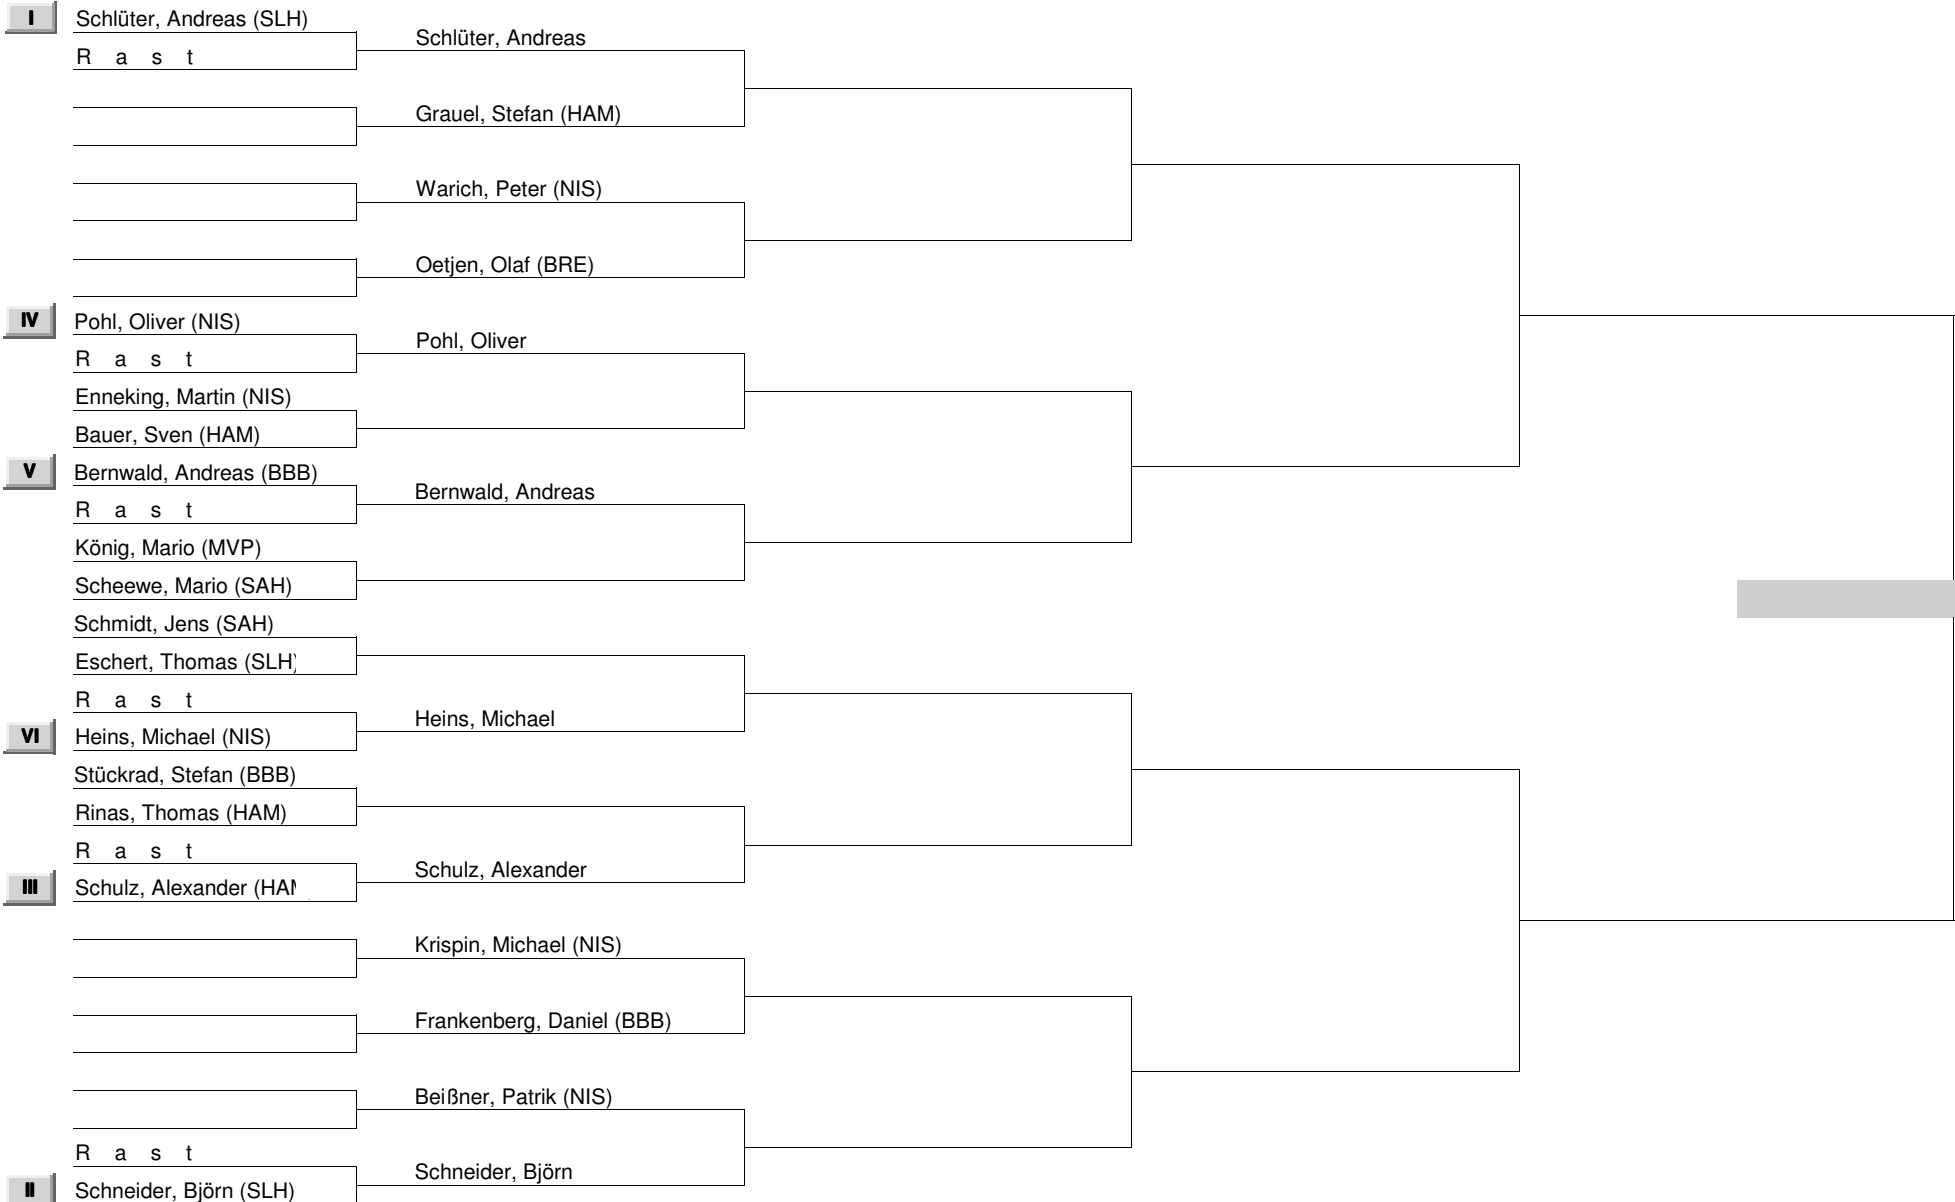 I Schlüter, Andreas (SLH)
Schlüter, Andreas
R a s t
Grauel, Stefan (HAM)
Warich, Peter (NIS)
Oetjen, Olaf (BRE)
IV Pohl, Oliver (NIS)
Pohl, Oliver
R a s t
Enneking, Martin (NIS)
Bauer, Sven (HAM)
V Bernwald, Andreas (BBB)
Bernwald, Andreas
R a s t
König, Mario (MVP)
Scheewe, Mario (SAH)
Schmidt, Jens (SAH)
Eschert, Thomas (SLH)
R a s t
Heins, Michael
VI Heins, Michael (NIS)
Stückrad, Stefan (BBB)
Rinas, Thomas (HAM)
R a s t
Schulz, Alexander
III Schulz, Alexander (HAM
Krispin, Michael (NIS)
Frankenberg, Daniel (BBB)
Beißner, Patrik (NIS)
R a s t
Schneider, Björn
II Schneider, Björn (SLH)